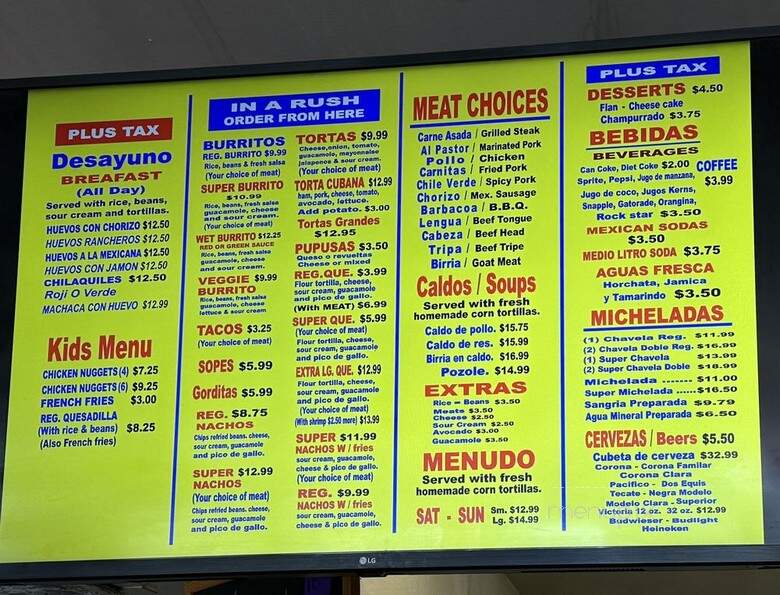 PLUS TAX
Desayuno
BREAFAST
(All Day)
Served with rice, beans,
sour cream and tortillas.
HUEVOS CON CHORIZO $12.50
HUEVOS RANCHEROS $12.50
HUEVOS A LA MEXICANA $12.50
HUEVOS CON JAMON $12.50
CHILAQUILES $12.50
Roji O Verde
MACHACA CON HUEVO $12.99
Kids Menu
CHICKEN NUGGETS(4) $7.25
CHICKEN NUGGETS(6) $9.25
FRENCH FRIES $3.00
REG. QUESADILLA
(With rice & beans) $8.25
(Also French fries)
IN A RUSH
ORDER FROM HERE
BURRITOS
REG. BURRITO $9.99
Rice, beans & fresh salsa
(Your choice of meat)
SUPER BURRITO
$10.99
Rice, beans, fresh salsa
guacamole, cheese
and sour cream.
(Your choice of meat)
WET BURRITO $12.25
RED OR GREEN SAUCE
Rice, beans, fresh salsa
guacamole, cheese
and sour cream.
VEGGIE $9.99
BURRITO
Rice, beans, fresh salsa
guacamole, cheese
lettuce & sour cream
TACOS $3.25
(Your choice of meat)
SOPES $5.99
Gorditas $5.99
REG. $8.75
NACHOS
Chips refried beans. cheese,
sour cream, guacamole
and pico de gallo.
SUPER $12.99
NACHOS
(Your choice of meat)
Chips refried beans. cheese,
sour cream, guacamole
and pico de gallo.
TORTAS $9.99
Cheese,onion, tomato,
guacamole, mayonnaise
jalapenos & sour cream.
(Your choice of meat)
TORTA CUBANA $12.99
ham, pork, cheese, tomato,
avocado, lettuce.
Add potato. $3.00
Tortas Grandes
$12.95
PUPUSAS $3.50
Queso o revueltas
Cheese or mixed
REG.QUE. $3.99
Flour tortilla, cheese,
sour cream, guacamole
and pico de gallo.
(With MEAT) $6.99
SUPER QUE. $5.99
(Your choice of meat)
Flour tortilla, cheese,
sour cream, guacamole
and pico de gallo.
EXTRA LG. QUE. $12.99
Flour tortilla, cheese,
sour cream, guacamole
and pico de gallo.
(Your choice of meat)
(With shrimp $2.50 more) $13.99
SUPER $11.99
NACHOS W / fries
sour cream, guacamole,
cheese & pico de gallo.
(Your choice of meat)
REG. $9.99
NACHOS W / fries
sour cream, guacamole,
cheese & pico de gallo.
MEAT CHOICES
Carne Asada / Grilled Steak
Al Pastor / Marinated Pork
Pollo / Chicken
Carnitas / Fried Pork
Chile Verde / Spicy Pork
Chorizo / Mex. Sausage
Barbacoa / B.B.Q.
Lengua / Beef Tongue
Cabeza / Beef Head
Tripa / Beef Tripe
Birria / Goat Meat
Caldos / Soups
Served with fresh
homemade corn tortillas.
Caldo de pollo. $15.75
Caldo de res. $15.99
Birria en caldo. $16.99
Pozole. $14.99
EXTRAS
Rice = Beans $3.50
Meats $3.50
Cheese $2.50
Sour Cream $2.50
Avocado $3.00
Guacamole $3.50
MENUDO
Served with fresh
homemade corn tortillas.
SAT - SUN Sm. $12.99
Lg. $14.99
PLUS TAX
DESSERTS $4.50
Flan - Cheese cake
Champurrado $3.75
BEBIDAS
BEVERAGES
Can Coke, Diet Coke $2.00 COFFEE
Sprite, Pepsi, Jugo de manzana, $3.99
Jugo de coco, Jugos Kerns,
Snapple, Gatorade, Orangina,
Rock star $3.50
MEXICAN SODAS
$3.50
MEDIO LITRO SODA $3.75
AGUAS FRESCA
Horchata, Jamica
y Tamarindo $3.50
MICHELADAS
(1) Chavela Reg. $11.99
(2) Chavela Doble Reg. $16.99
(1) Super Chavela $13.99
(2) Super Chavela Doble $18.99
Michelada ------- $11.00
Super Michelada ------$16.50
Sangria Preparada $9.79
Agua Mineral Preparada $6.50
CERVEZAS / Beers $5.50
Cubeta de cerveza $32.99
Corona - Corona Familar
Corona Clara
Pacifico - Dos Equis
Tecate - Negra Modelo
Modelo Clara - Superior
Victoria 12 oz. 32 oz. $12.99
Budwieser - Budlight
Heineken
LG